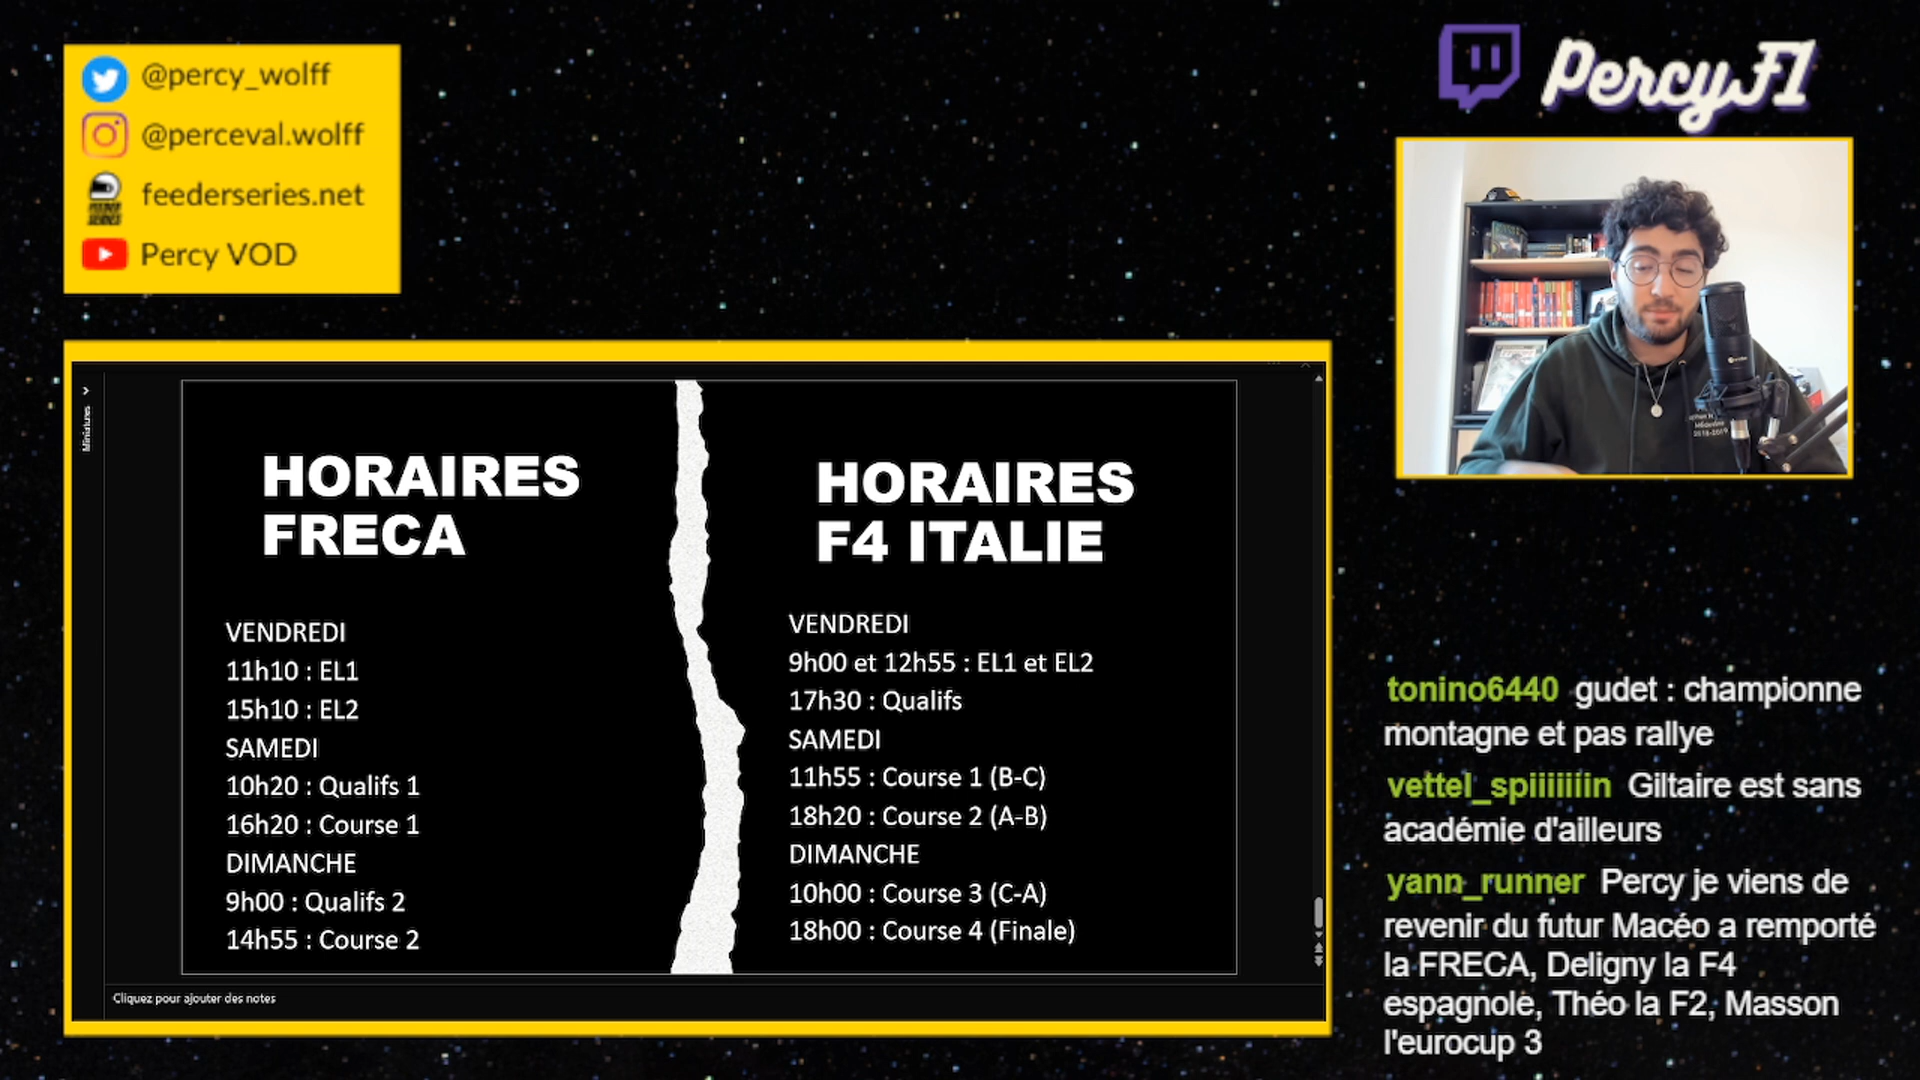 @percy_wolff
@perceval.wolff
feederseries.net
Percy VOD
PercyF1
Miniatures
HORAIRES
FRECA
VENDREDI
11h10 : EL1
15h10 : EL2
SAMEDI
10h20 : Qualifs 1
16h20 : Course 1
DIMANCHE
9h00 : Qualifs 2
14h55 : Course 2
HORAIRES
F4 ITALIE
VENDREDI
9h00 et 12h55 : EL1 et EL2
17h30 : Qualifs
SAMEDI
11h55 : Course 1 (B-C)
18h20 : Course 2 (A-B)
DIMANCHE
10h00 : Course 3 (C-A)
18h00 : Course 4 (Finale)
Cliquez pour ajouter des notes
tonino6440 gudet : championne
montagne et pas rallye
vettel_spiiiiiiin Giltaire est sans
académie d'ailleurs
yann_runner Percy je viens de
revenir du futur Macéo a remporté
la FRECA, Deligny la F4
espagnole, Théo la F2, Masson
l'eurocup 3
2018-2019